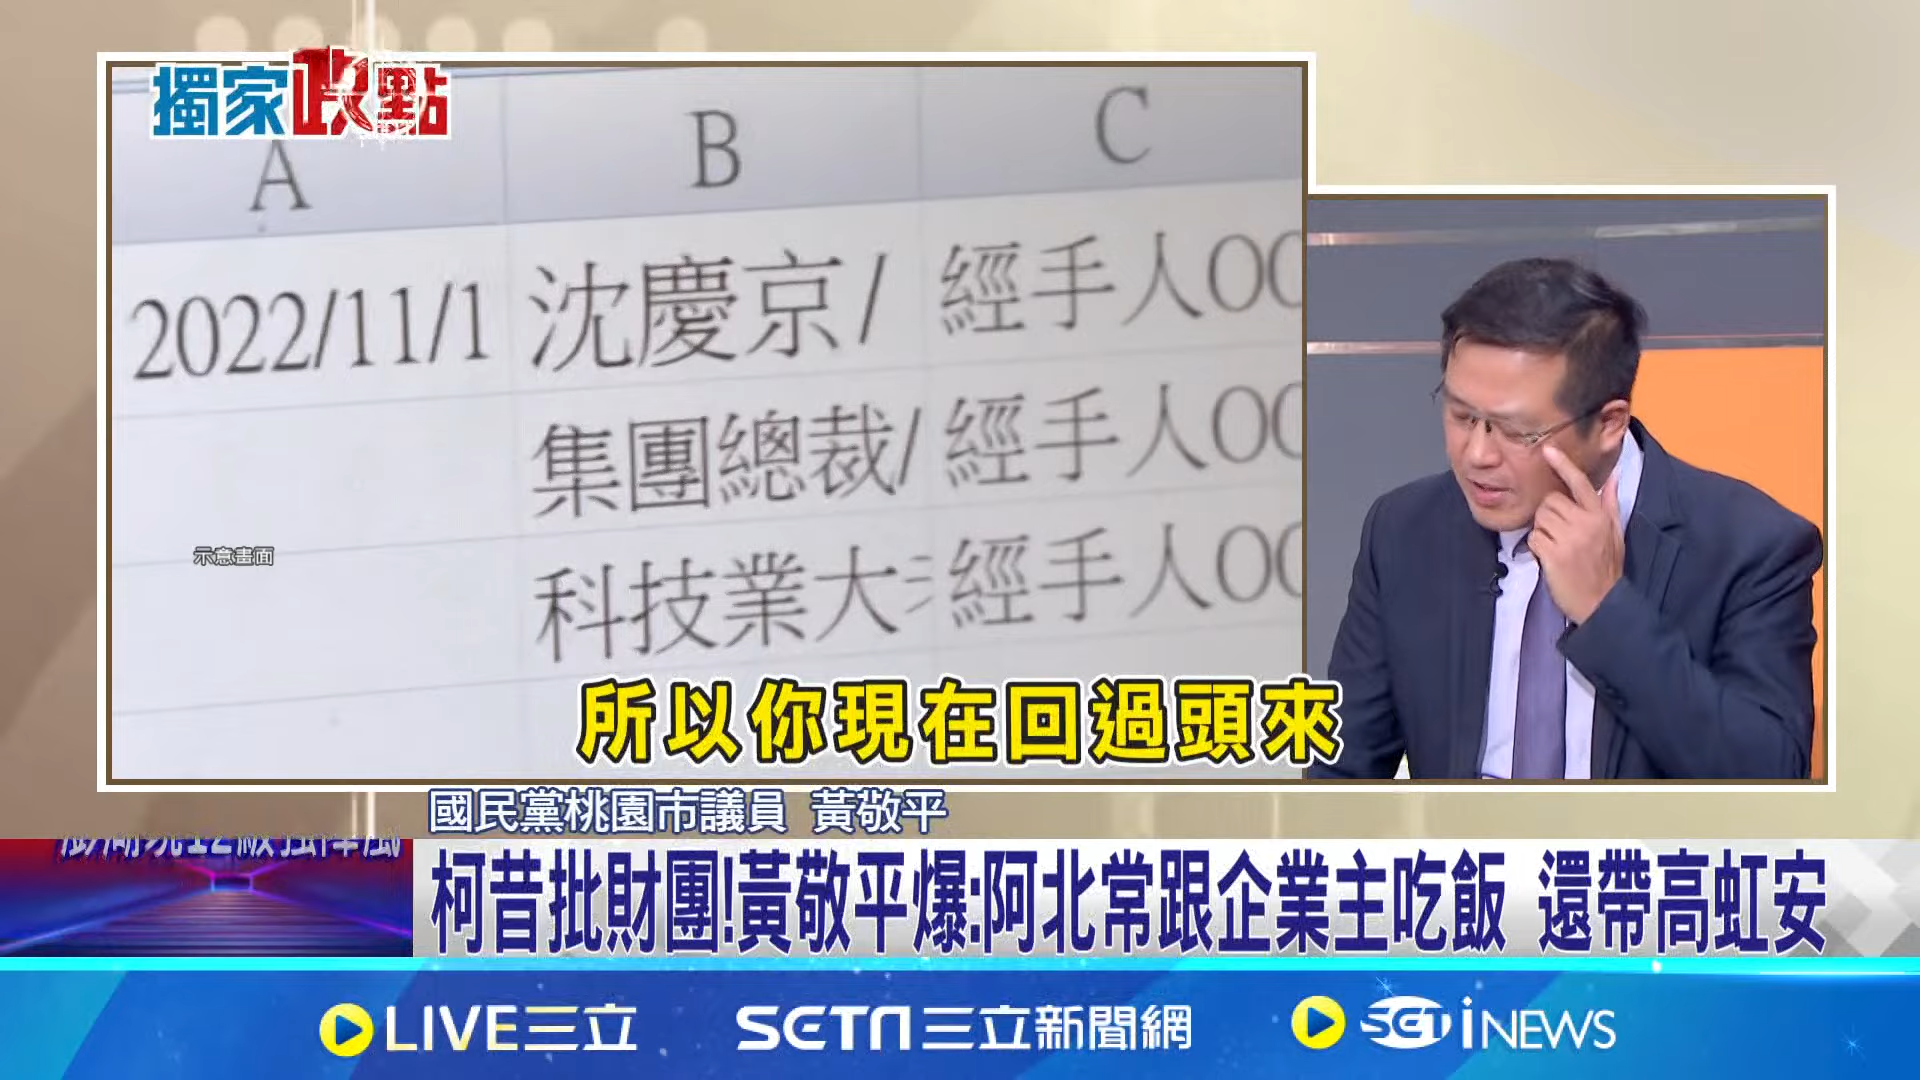 獨家政點
A B C
2022/11/1 沈慶京/ 經手人OO
集團總裁/ 經手人OO
科技業大 經手人OO
示意畫面
所以你現在回過頭來
國民黨桃園市議員 黃敬平
柯昔批財團!黃敬平爆:阿北常跟企業主吃飯 還帶高虹安
LIVE三立 SETN三立新聞網 SETiNEWS